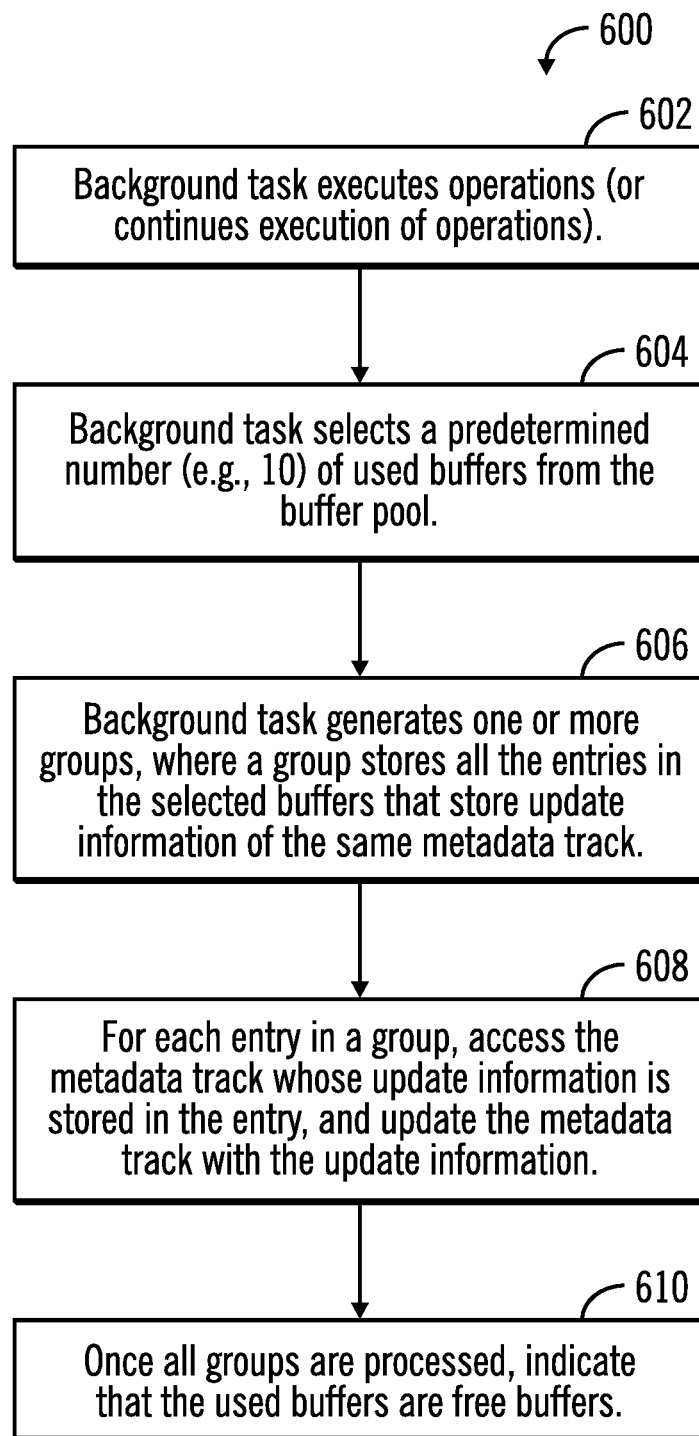 600
602
Background task executes operations (or
continues execution of operations).
604
Background task selects a predetermined
number (e.g., 10) of used buffers from the
buffer pool.
606
Background task generates one or more
groups, where a group stores all the entries in
the selected buffers that store update
information of the same metadata track.
608
For each entry in a group, access the
metadata track whose update information is
stored in the entry, and update the metadata
track with the update information.
610
Once all groups are processed, indicate
that the used buffers are free buffers.